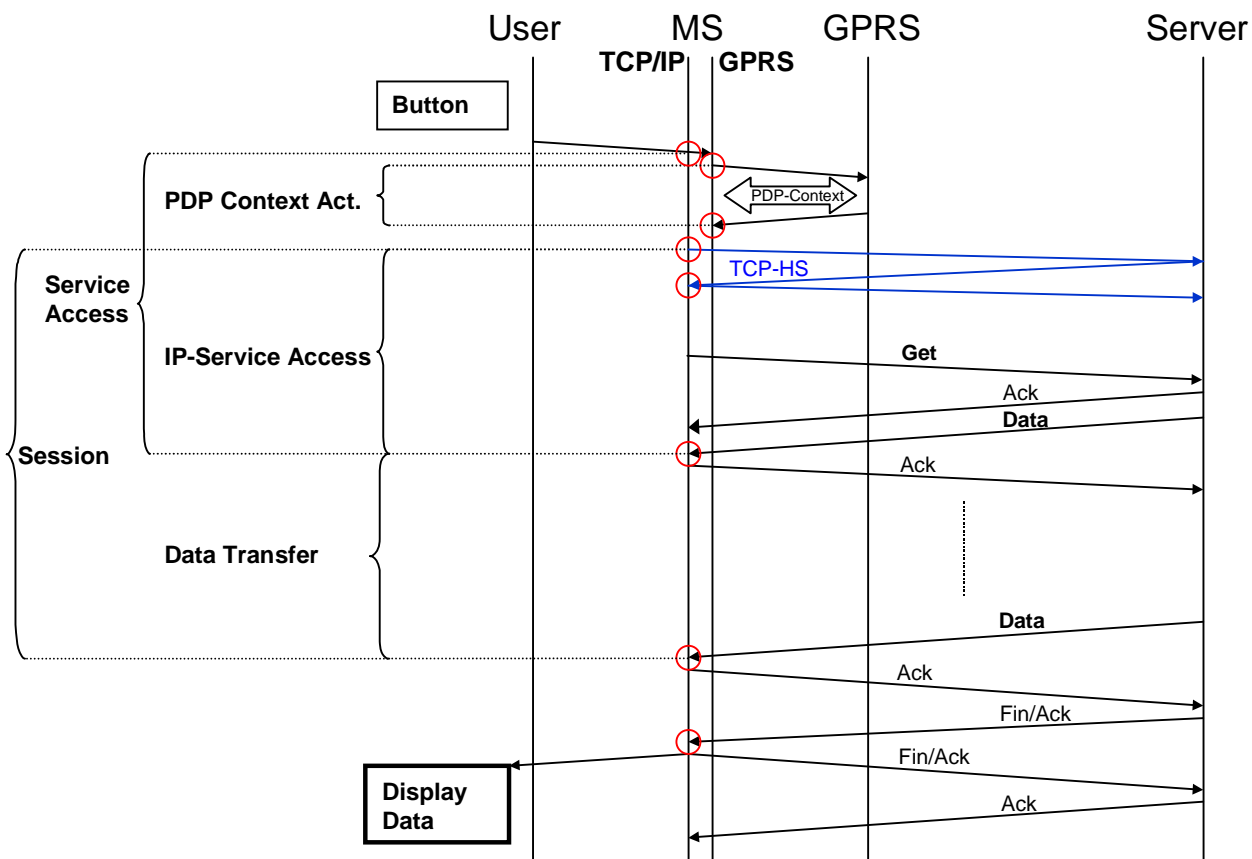 User MS GPRS Server
TCP/IP GPRS
Button
PDP Context Act.
PDP-Context
TCP-HS
Service
Access
IP-Service Access
Get
Ack
Data
Session
Ack
Data Transfer
Data
Ack
Fin/Ack
Fin/Ack
Display
Data
Ack